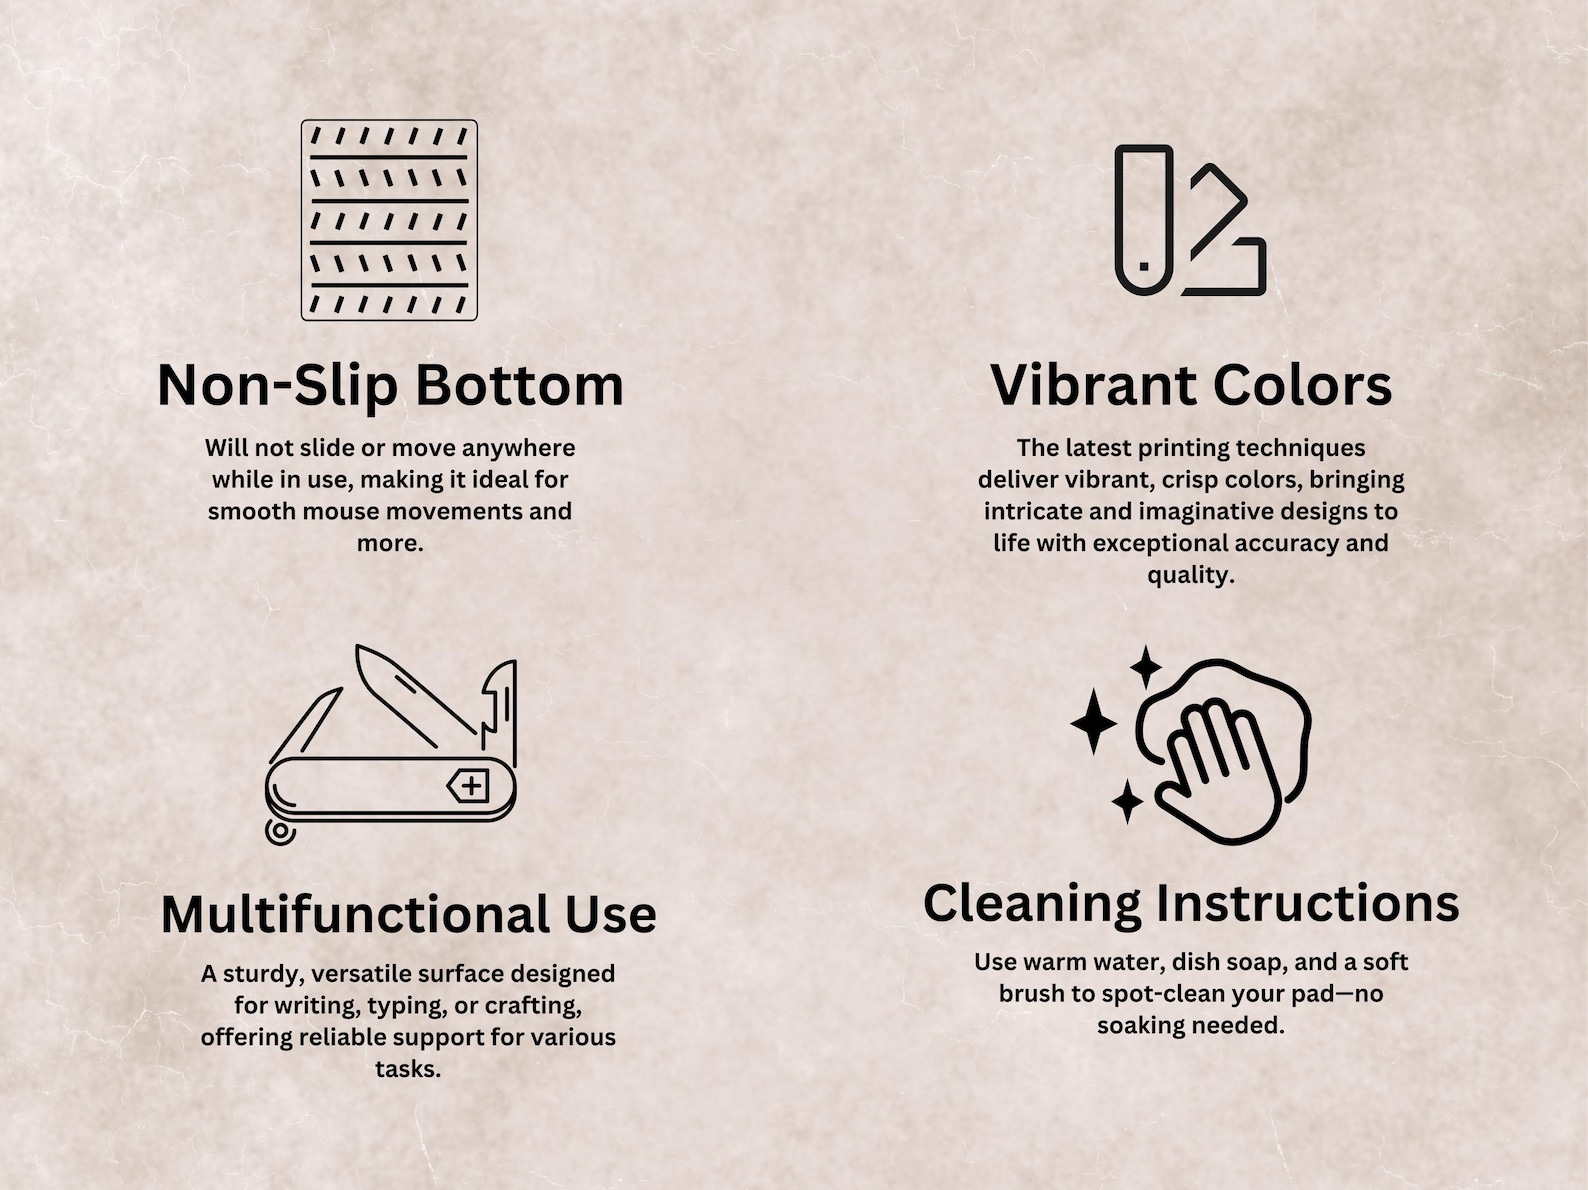 Non-Slip Bottom
Will not slide or move anywhere
while in use, making it ideal for
smooth mouse movements and
more.
Vibrant Colors
The latest printing techniques
deliver vibrant, crisp colors, bringing
intricate and imaginative designs to
life with exceptional accuracy and
quality.
Multifunctional Use
A sturdy, versatile surface designed
for writing, typing, or crafting,
offering reliable support for various
tasks.
Cleaning Instructions
Use warm water, dish soap, and a soft
brush to spot-clean your pad—no
soaking needed.